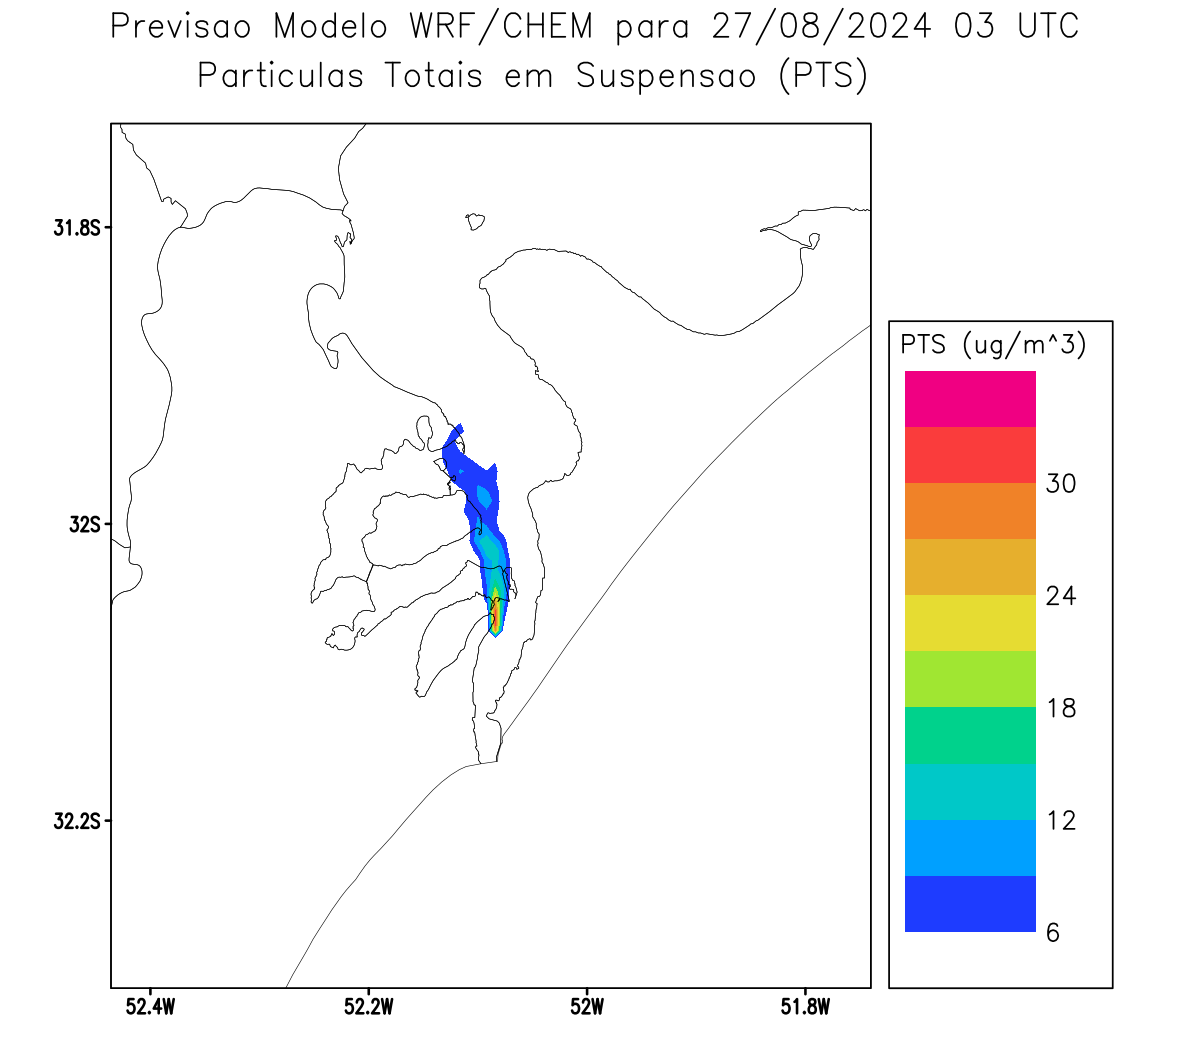 Previsao Modelo WRF/CHEM para 27/08/2024 03 UTC
Particulas Totais em Suspensao (PTS)
31.8S
32S
32.2S
52.4W
52.2W
52W
51.8W
PTS (ug/m^3)
30
24
18
12
6